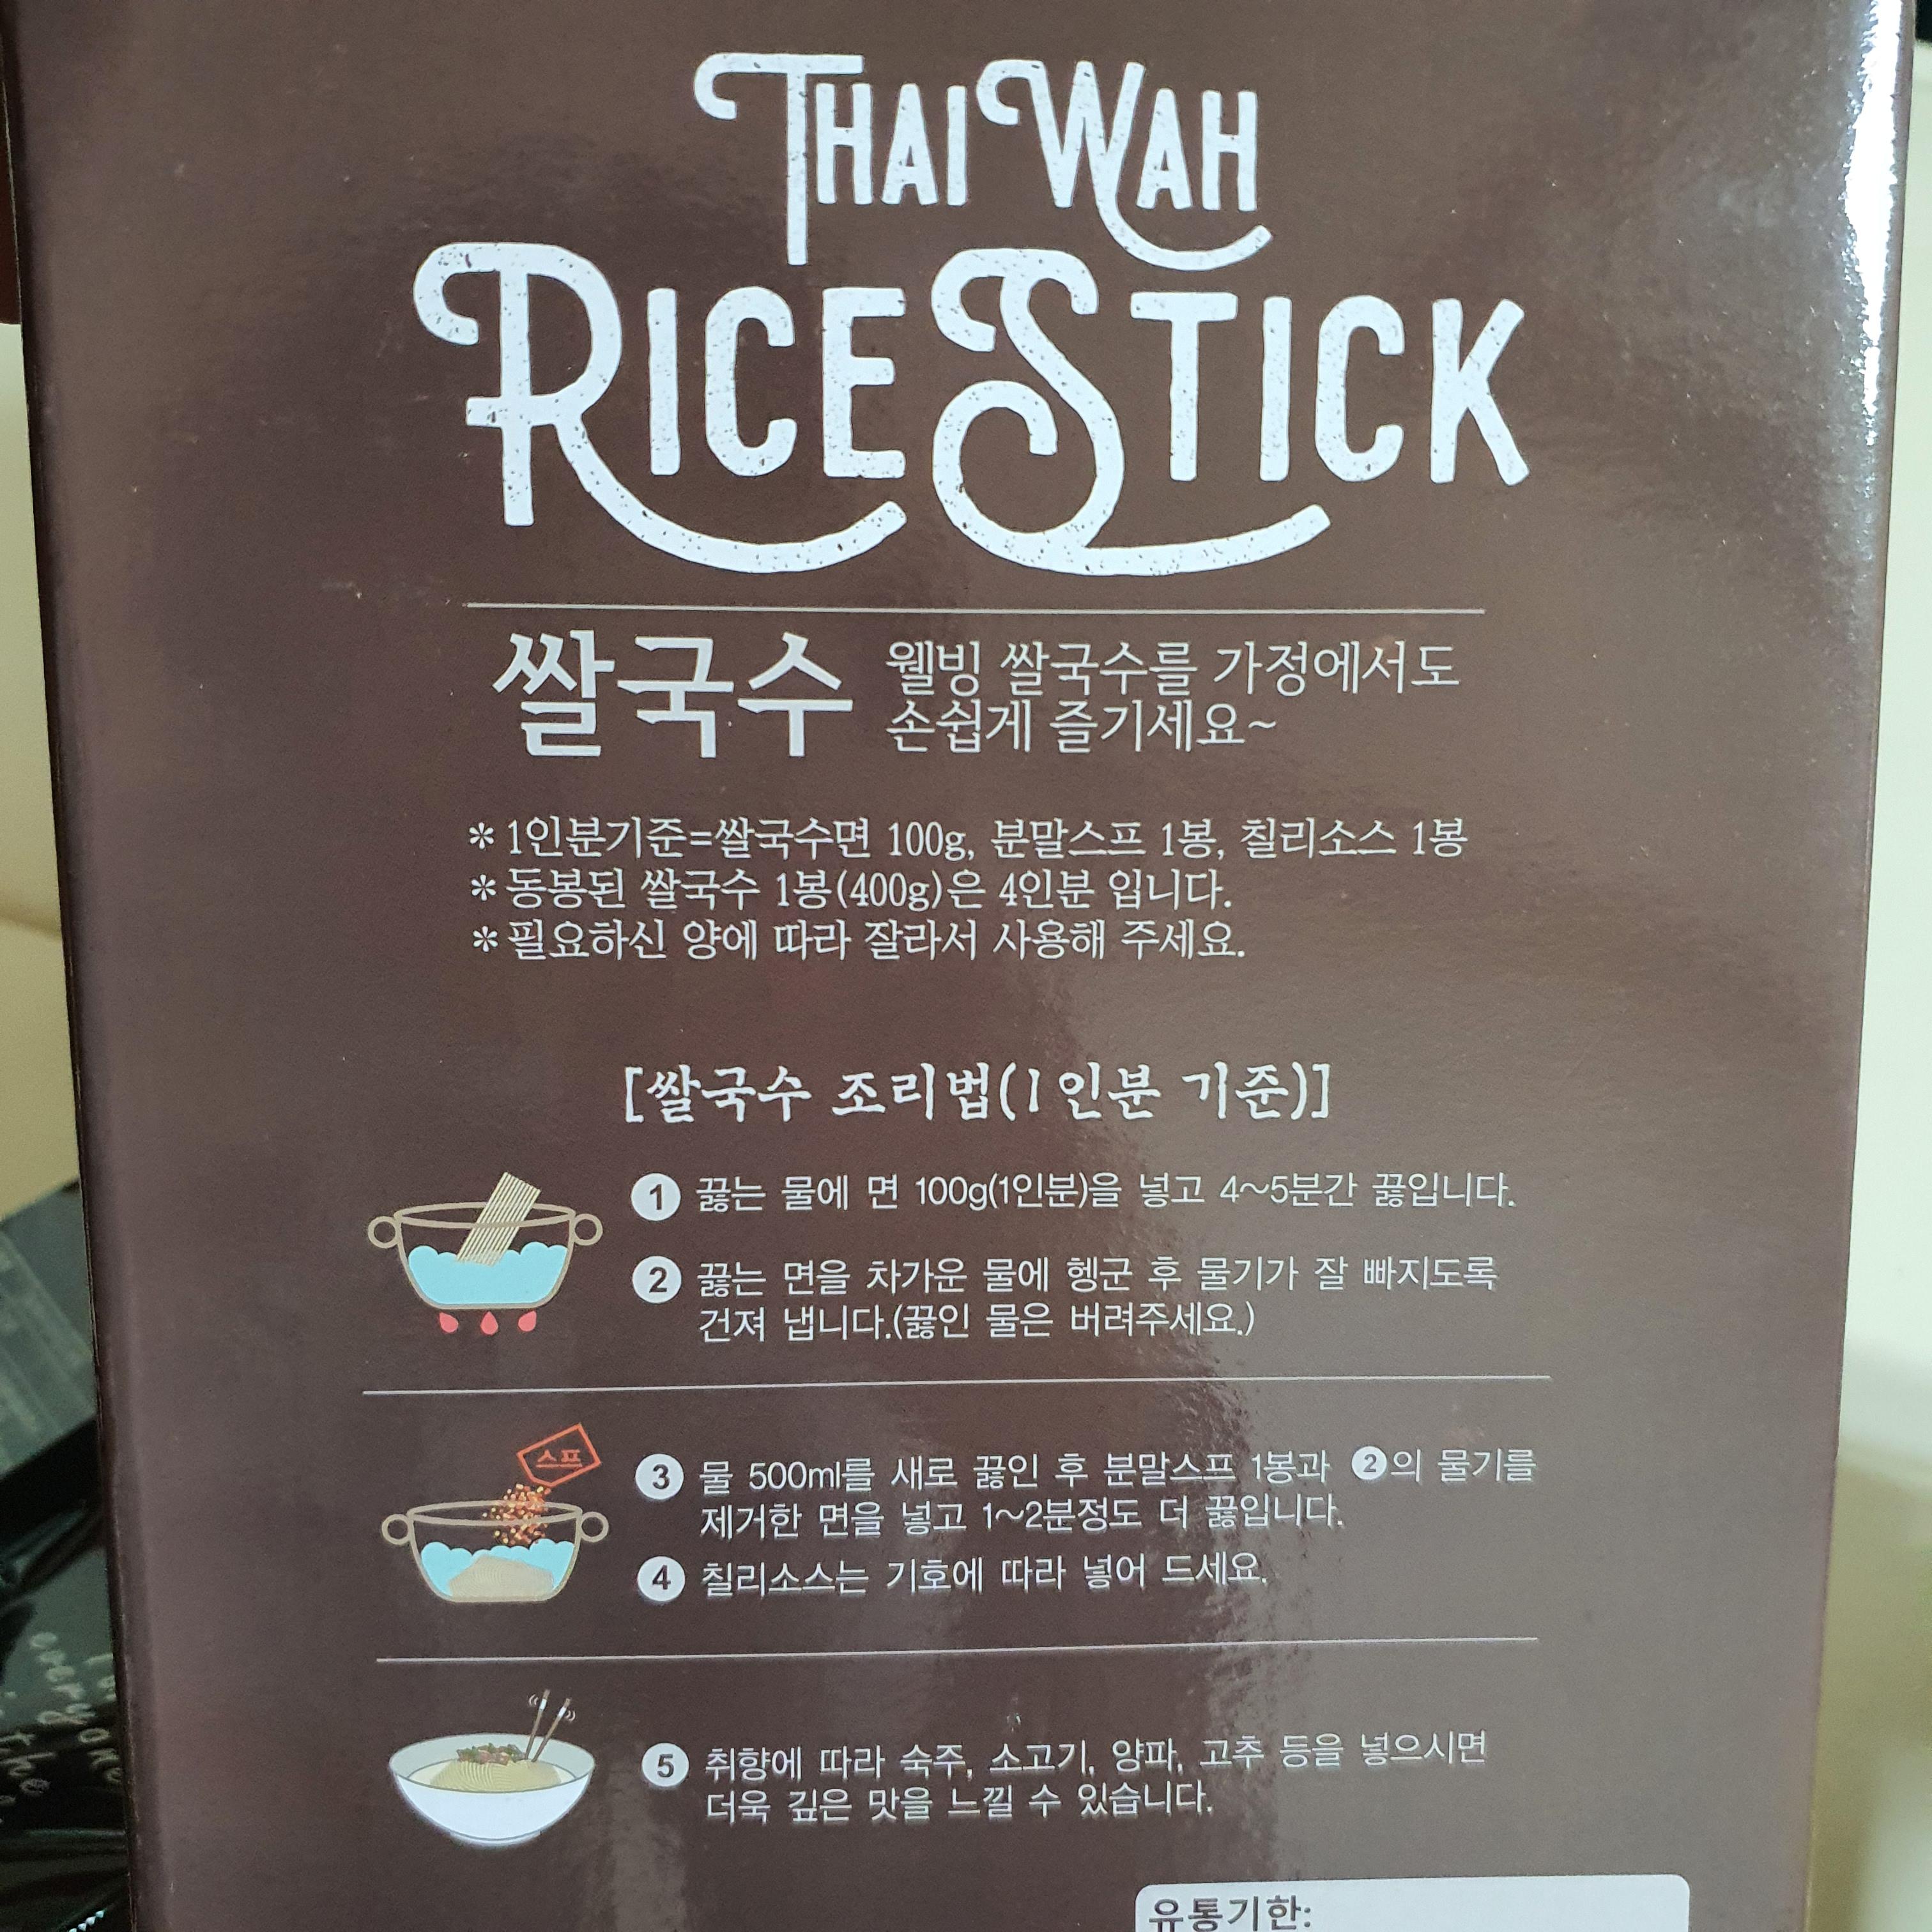 THAI WAH
RICE STICK
쌀국수
웰빙 쌀국수를 가정에서도
손쉽게 즐기세요~
* 1인분기준=쌀국수면 100g, 분말스프 1봉, 칠리소스 1봉
* 동봉된 쌀국수 1봉(400g)은 4인분 입니다.
* 필요하신 양에 따라 잘라서 사용해 주세요.
[쌀국수 조리법(1인분 기준)]
1 끓는 물에 면 100g(1인분)을 넣고 4~5분간 끓입니다.
2 끓는 면을 차가운 물에 헹군 후 물기가 잘 빠지도록
건져 냅니다.(끓인 물은 버려주세요.)
스프
3 물 500ml를 새로 끓인 후 분말스프 1봉과 2의 물기를
제거한 면을 넣고 1~2분정도 더 끓입니다.
4 칠리소스는 기호에 따라 넣어 드세요.
5 취향에 따라 숙주, 소고기, 양파, 고추 등을 넣으시면
더욱 깊은 맛을 느낄 수 있습니다.
유통기한:
everyone